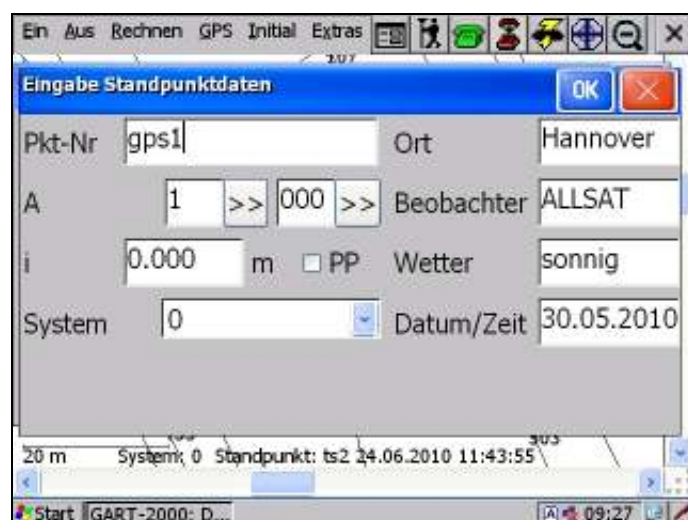 Ein Aus Rechnen GPS Initial Extras
107
Eingabe Standpunktdaten OK
Pkt-Nr gps1 Ort Hannover
A 1 >> 000 >> Beobachter ALLSAT
i 0.000 m PP Wetter sonnig
System 0 Datum/Zeit 30.05.2010
503
20 m System: 0 Standpunkt: ts2 24.06.2010 11:43:55
Start GART-2000: D... A 09:27